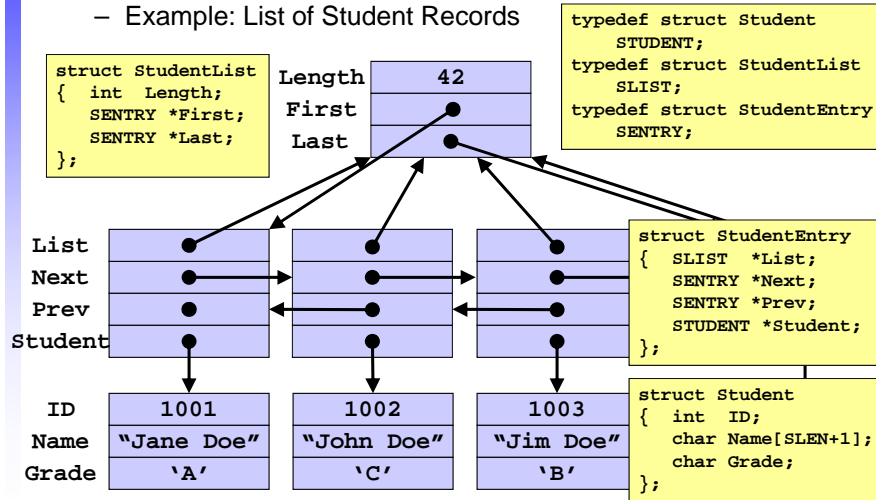 – Example: List of Student Records
typedef struct Student
STUDENT;
typedef struct StudentList
SLIST;
typedef struct StudentEntry
SENTRY;
struct StudentList
{ int Length;
SENTRY *First;
SENTRY *Last;
};
Length 42
First
Last
List
Next
Prev
Student
struct StudentEntry
{ SLIST *List;
SENTRY *Next;
SENTRY *Prev;
STUDENT *Student;
};
ID 1001 1002 1003
Name “Jane Doe” “John Doe” “Jim Doe”
Grade ‘A’ ‘C’ ‘B’
struct Student
{ int ID;
char Name[SLEN+1];
char Grade;
};